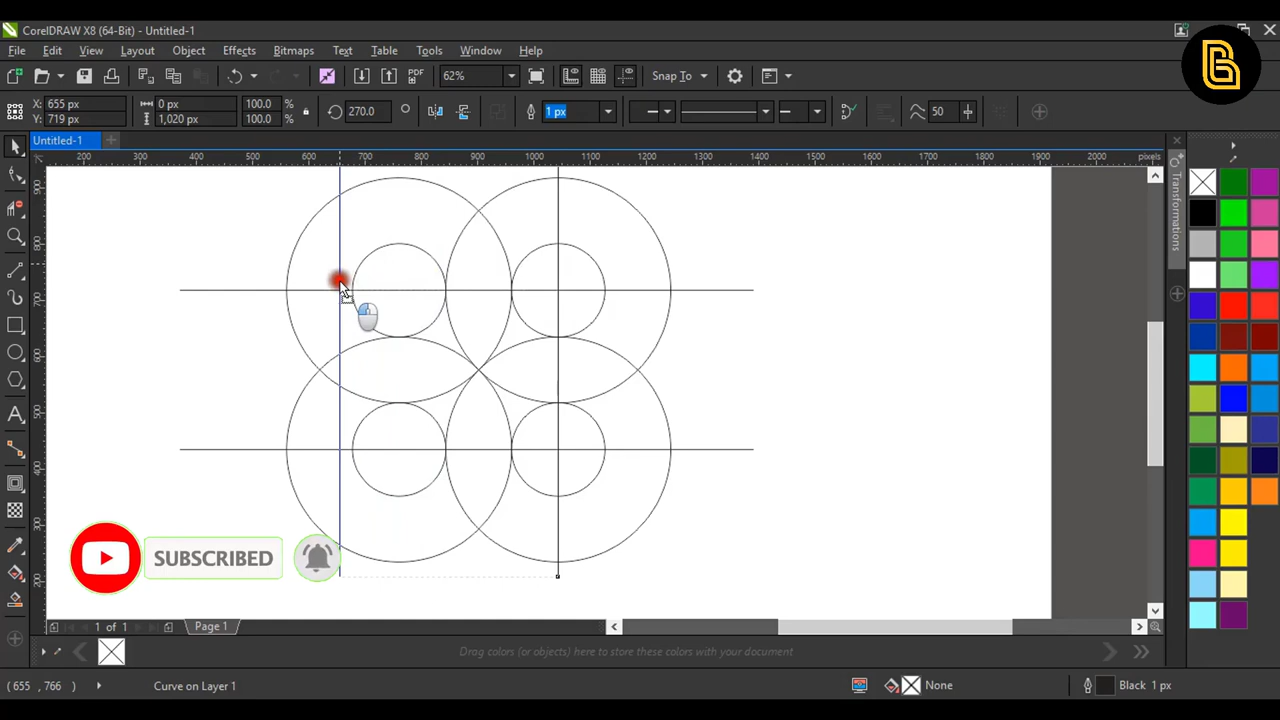 CorelDRAW X8 (64-Bit) - Untitled-1
File Edit View Layout Object Effects Bitmaps Text Table Tools Window Help
PDF 62% Snap To
X: 655 px 0 px 100.0 % 270.0 1 px 50
Y: 719 px 1,020 px 100.0 %
Untitled-1
200 100 200 300 400 500 600 700 800 900 1000 1100 1200 1300 1400 1500 1600 1700 1800 1900 2000 pixels
Transformations
SUBSCRIBED
1 of 1 Page 1
Drag colors (or objects) here to store these colors with your document
( 655 , 766 ) Curve on Layer 1 None Black 1 px